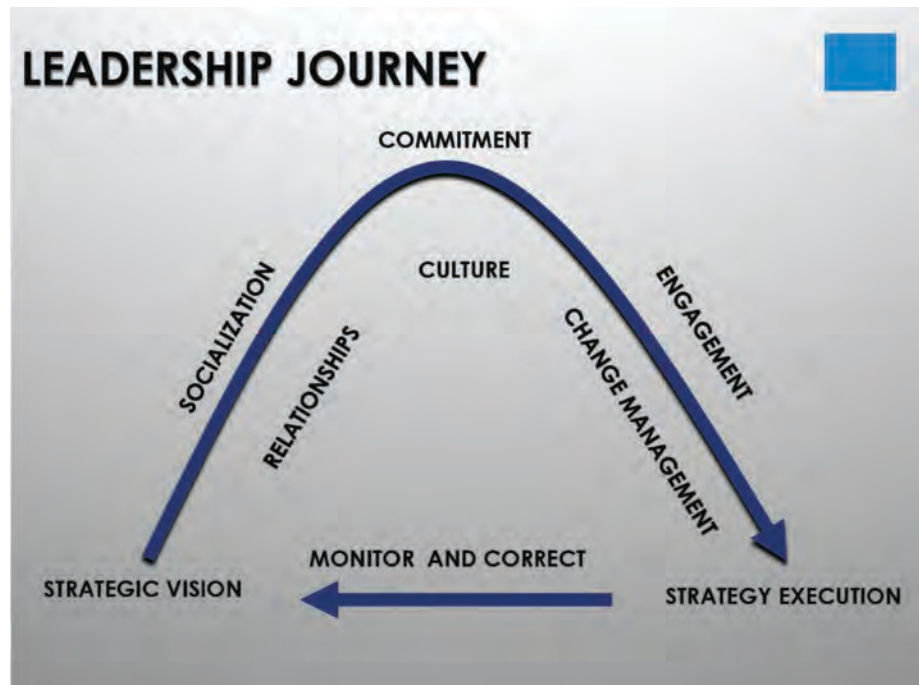 LEADERSHIP JOURNEY
COMMITMENT
CULTURE
SOCIALIZATION
RELATIONSHIPS
ENGAGEMENT
CHANGE MANAGEMENT
MONITOR AND CORRECT
STRATEGIC VISION
STRATEGY EXECUTION